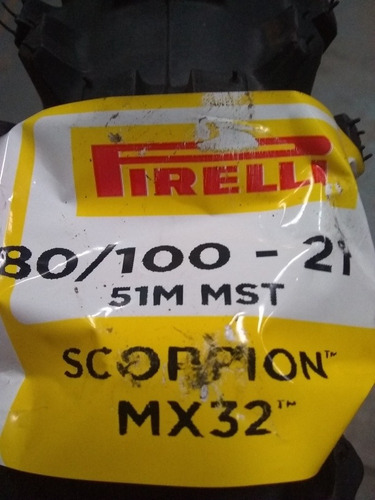 PIRELLI
80/100 - 21
51M MST
SCORPION™
MX32™